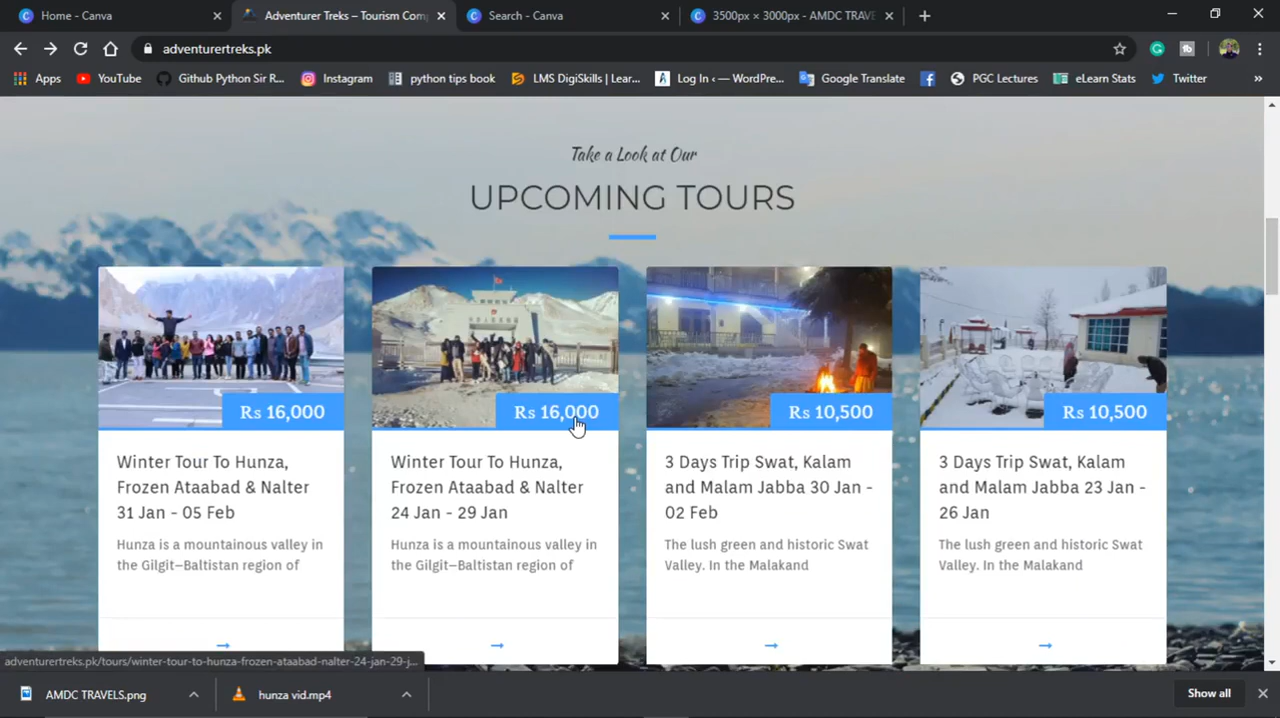 Home - Canva
Adventurer Treks – Tourism Com
Search - Canva
3500px × 3000px - AMDC TRAVE
adventurertreks.pk
Apps
YouTube
Github Python Sir R...
Instagram
python tips book
LMS DigiSkills | Lear...
Log In ‹ — WordPre...
Google Translate
PGC Lectures
eLearn Stats
Twitter
»
Take a Look at Our
UPCOMING TOURS
Rs 16,000
Rs 16,000
Rs 10,500
Rs 10,500
Winter Tour To Hunza,
Frozen Ataabad & Nalter
31 Jan - 05 Feb
Hunza is a mountainous valley in
the Gilgit–Baltistan region of
Winter Tour To Hunza,
Frozen Ataabad & Nalter
24 Jan - 29 Jan
Hunza is a mountainous valley in
the Gilgit–Baltistan region of
3 Days Trip Swat, Kalam
and Malam Jabba 30 Jan -
02 Feb
The lush green and historic Swat
Valley. In the Malakand
3 Days Trip Swat, Kalam
and Malam Jabba 23 Jan -
26 Jan
The lush green and historic Swat
Valley. In the Malakand
adventurertreks.pk/tours/winter-tour-to-hunza-frozen-ataabad-nalter-24-jan-29-j...
AMDC TRAVELS.png
hunza vid.mp4
Show all